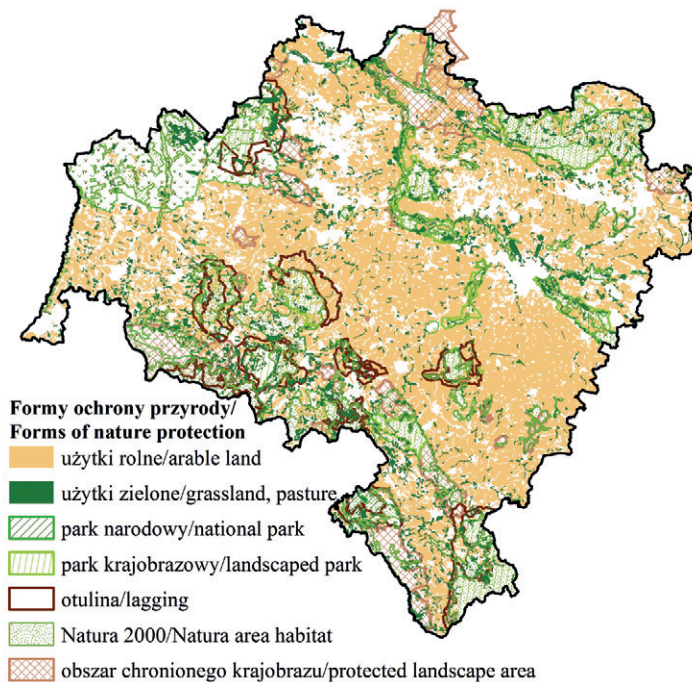 Formy ochrony przyrody/
Forms of nature protection
użytki rolne/arable land
użytki zielone/grassland, pasture
park narodowy/national park
park krajobrazowy/landscaped park
otulina/lagging
Natura 2000/Natura area habitat
obszar chronionego krajobrazu/protected landscape area